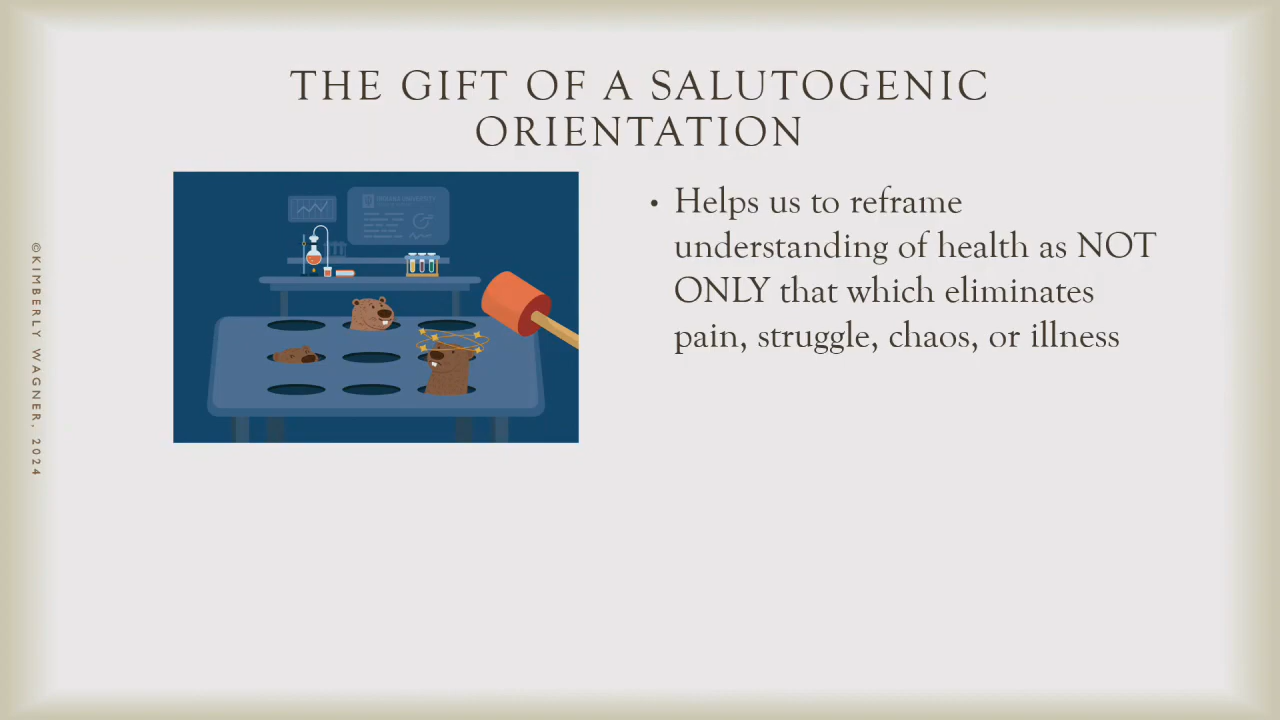 THE GIFT OF A SALUTOGENIC
ORIENTATION
• Helps us to reframe
understanding of health as NOT
ONLY that which eliminates
pain, struggle, chaos, or illness
©KIMBERLY WAGNER, 2024